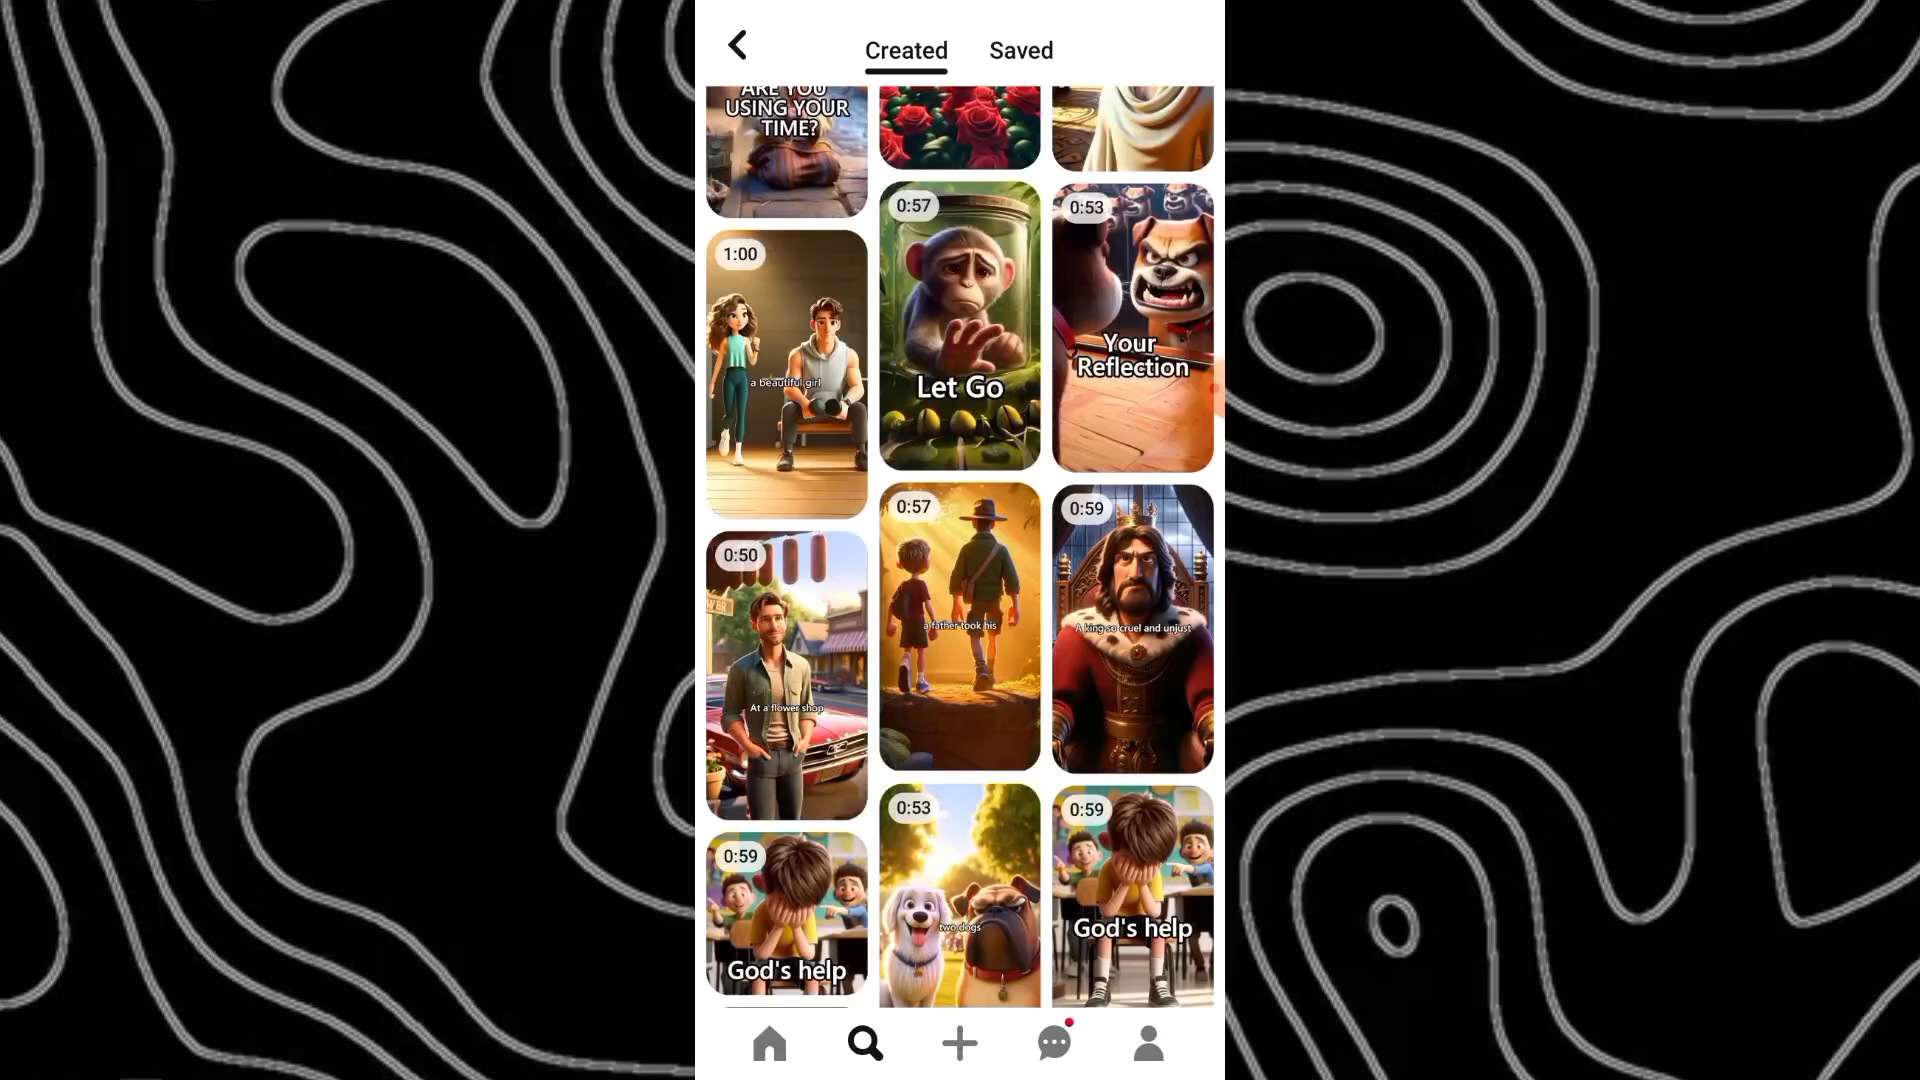 Created Saved
ARE YOU
USING YOUR
TIME?
0:57
Let Go
0:53
Your
Reflection
1:00
a beautiful girl
0:57
a father took his
0:59
A king so cruel and unjust
0:50
At a flower shop
0:59
God's help
0:53
two dogs
0:59
God's help